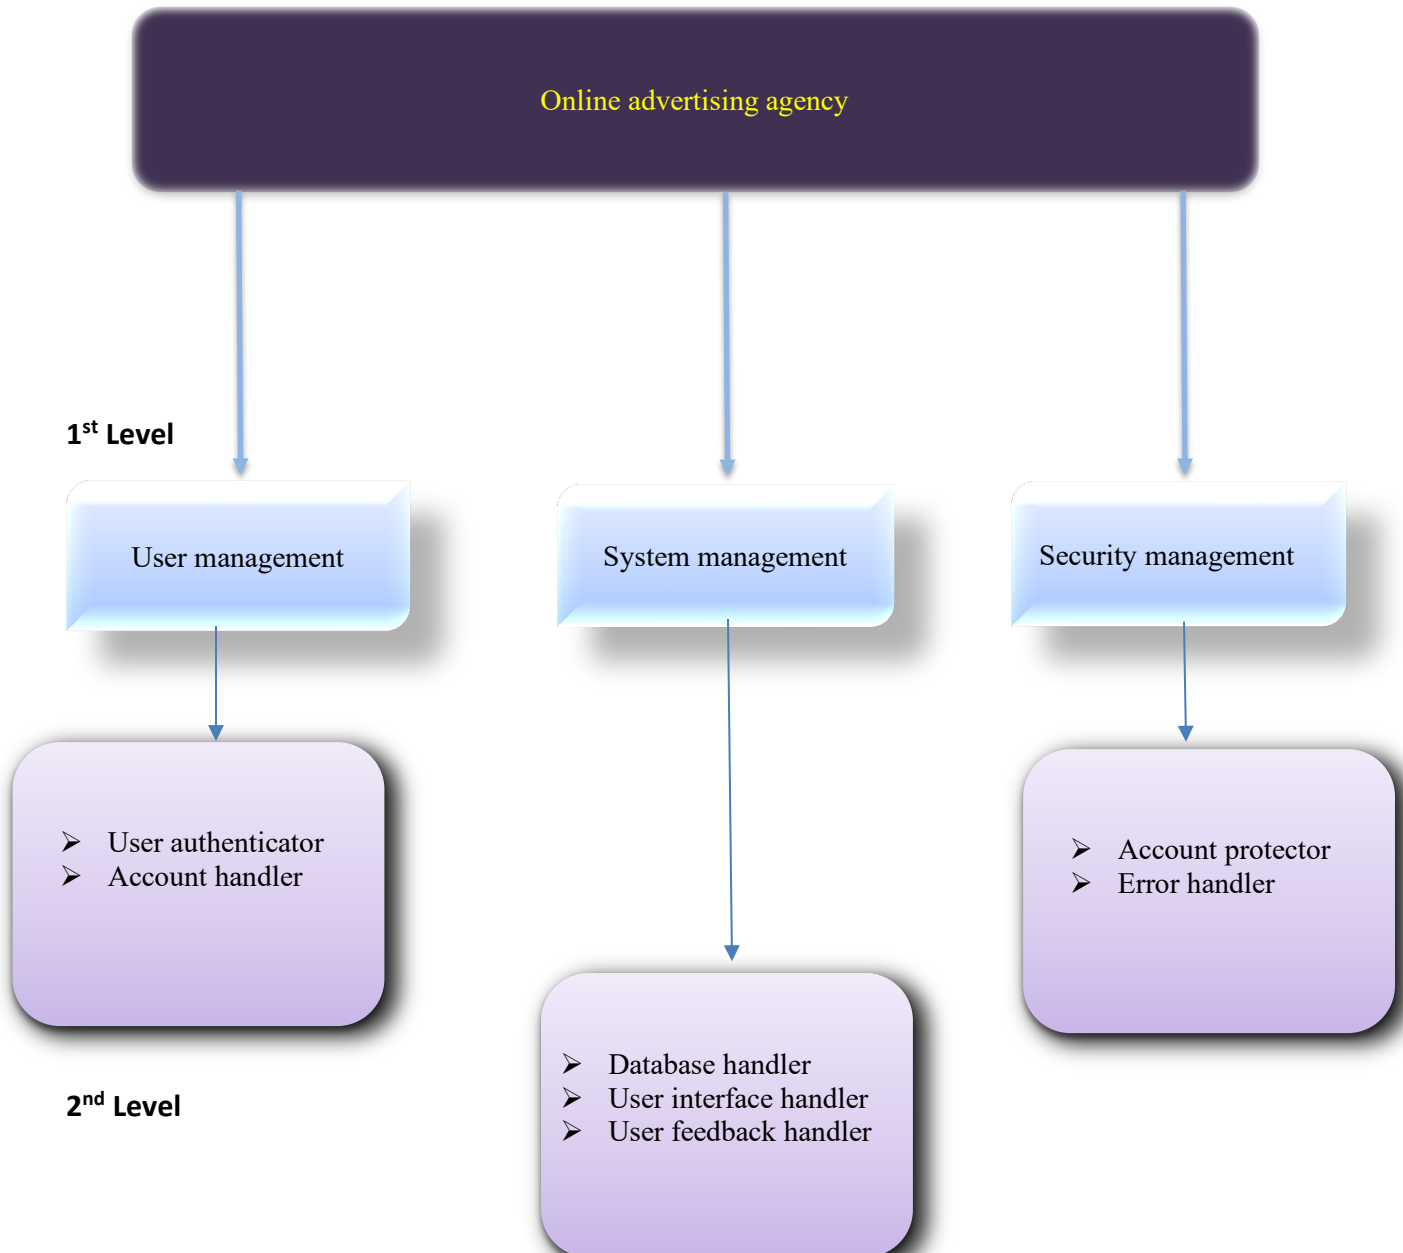 Online advertising agency
1st Level
User management
System management
Security management
➢ User authenticator
➢ Account handler
➢ Account protector
➢ Error handler
➢ Database handler
➢ User interface handler
➢ User feedback handler
2nd Level